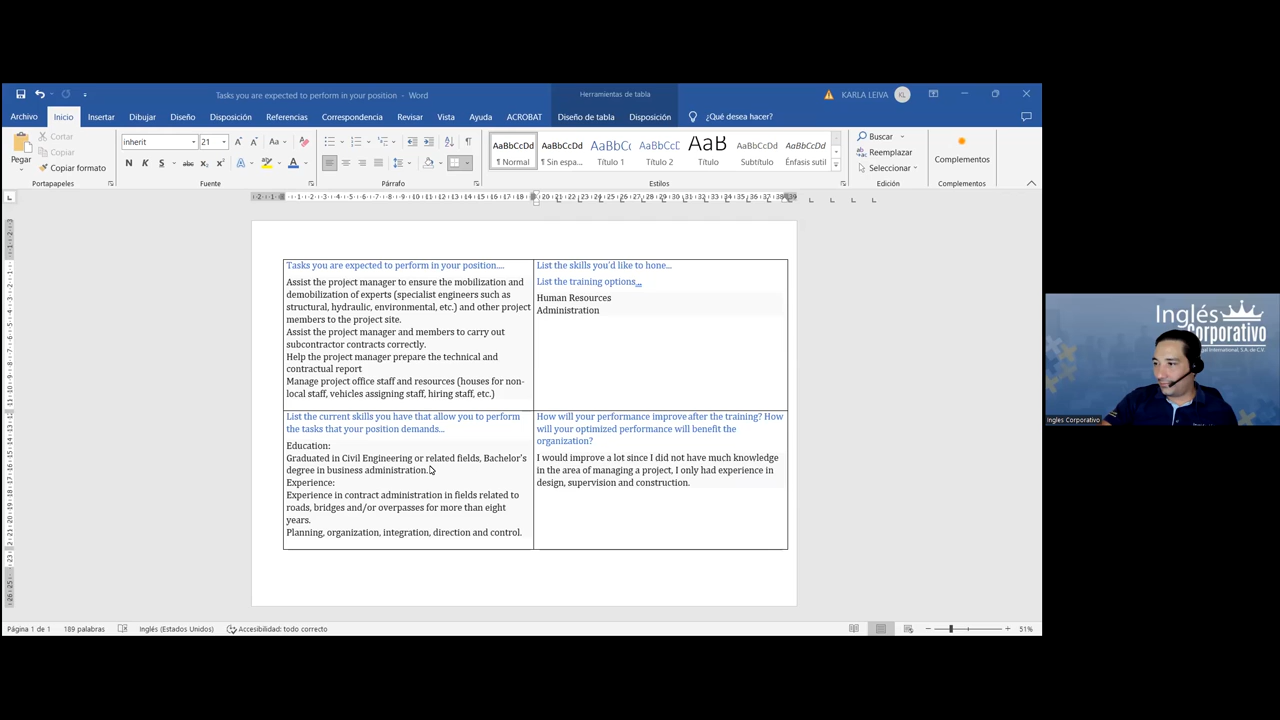 Tasks you are expected to perform in your position - Word
Herramientas de tabla
KARLA LEIVA
KL
Archivo
Inicio
Insertar
Dibujar
Diseño
Disposición
Referencias
Correspondencia
Revisar
Vista
Ayuda
ACROBAT
Diseño de tabla
Disposición
¿Qué desea hacer?
Pegar
Cortar
Copiar
Copiar formato
Portapapeles
inherit
21
N K S
Fuente
Párrafo
AaBbCcDd
¶ Normal
AaBbCcDd
¶ Sin espa...
AaBbCc
Título 1
AaBbCcE
Título 2
AaB
Título
AaBbCcD
Subtítulo
AaBbCcDd
Énfasis sutil
Estilos
Buscar
Reemplazar
Seleccionar
Edición
Complementos
Complementos
Tasks you are expected to perform in your position....
Assist the project manager to ensure the mobilization and
demobilization of experts (specialist engineers such as
structural, hydraulic, environmental, etc.) and other project
members to the project site.
Assist the project manager and members to carry out
subcontractor contracts correctly.
Help the project manager prepare the technical and
contractual report
Manage project office staff and resources (houses for non-
local staff, vehicles assigning staff, hiring staff, etc.)
List the skills you'd like to hone...
List the training options...
Human Resources
Administration
List the current skills you have that allow you to perform
the tasks that your position demands...
Education:
Graduated in Civil Engineering or related fields, Bachelor's
degree in business administration.
Experience:
Experience in contract administration in fields related to
roads, bridges and/or overpasses for more than eight
years.
Planning, organization, integration, direction and control.
How will your performance improve after the training? How
will your optimized performance will benefit the
organization?
I would improve a lot since I did not have much knowledge
in the area of managing a project, I only had experience in
design, supervision and construction.
Página 1 de 1
189 palabras
Inglés (Estados Unidos)
Accesibilidad: todo correcto
51%
Inglés
Corporativo
gal International, S.A. de C.V.
Ingles Corporativo